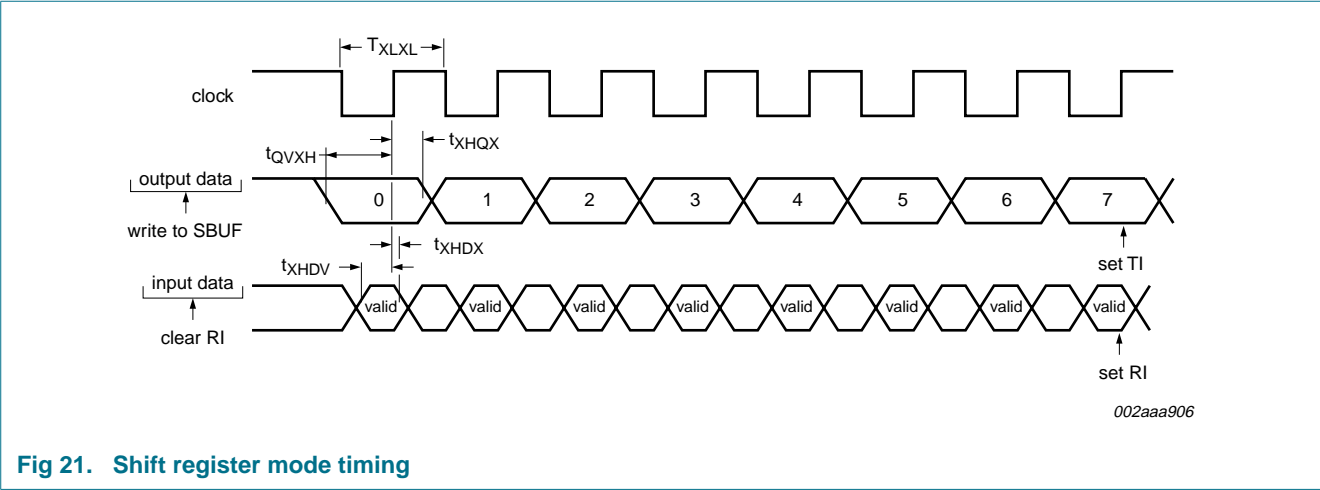 TXLXL
clock
tXHQX
tQVXH
output data
0 1 2 3 4 5 6 7
write to SBUF
tXHDX
set TI
tXHDV
input data
valid valid valid valid valid valid valid valid
clear RI
set RI
002aaa906
Fig 21. Shift register mode timing